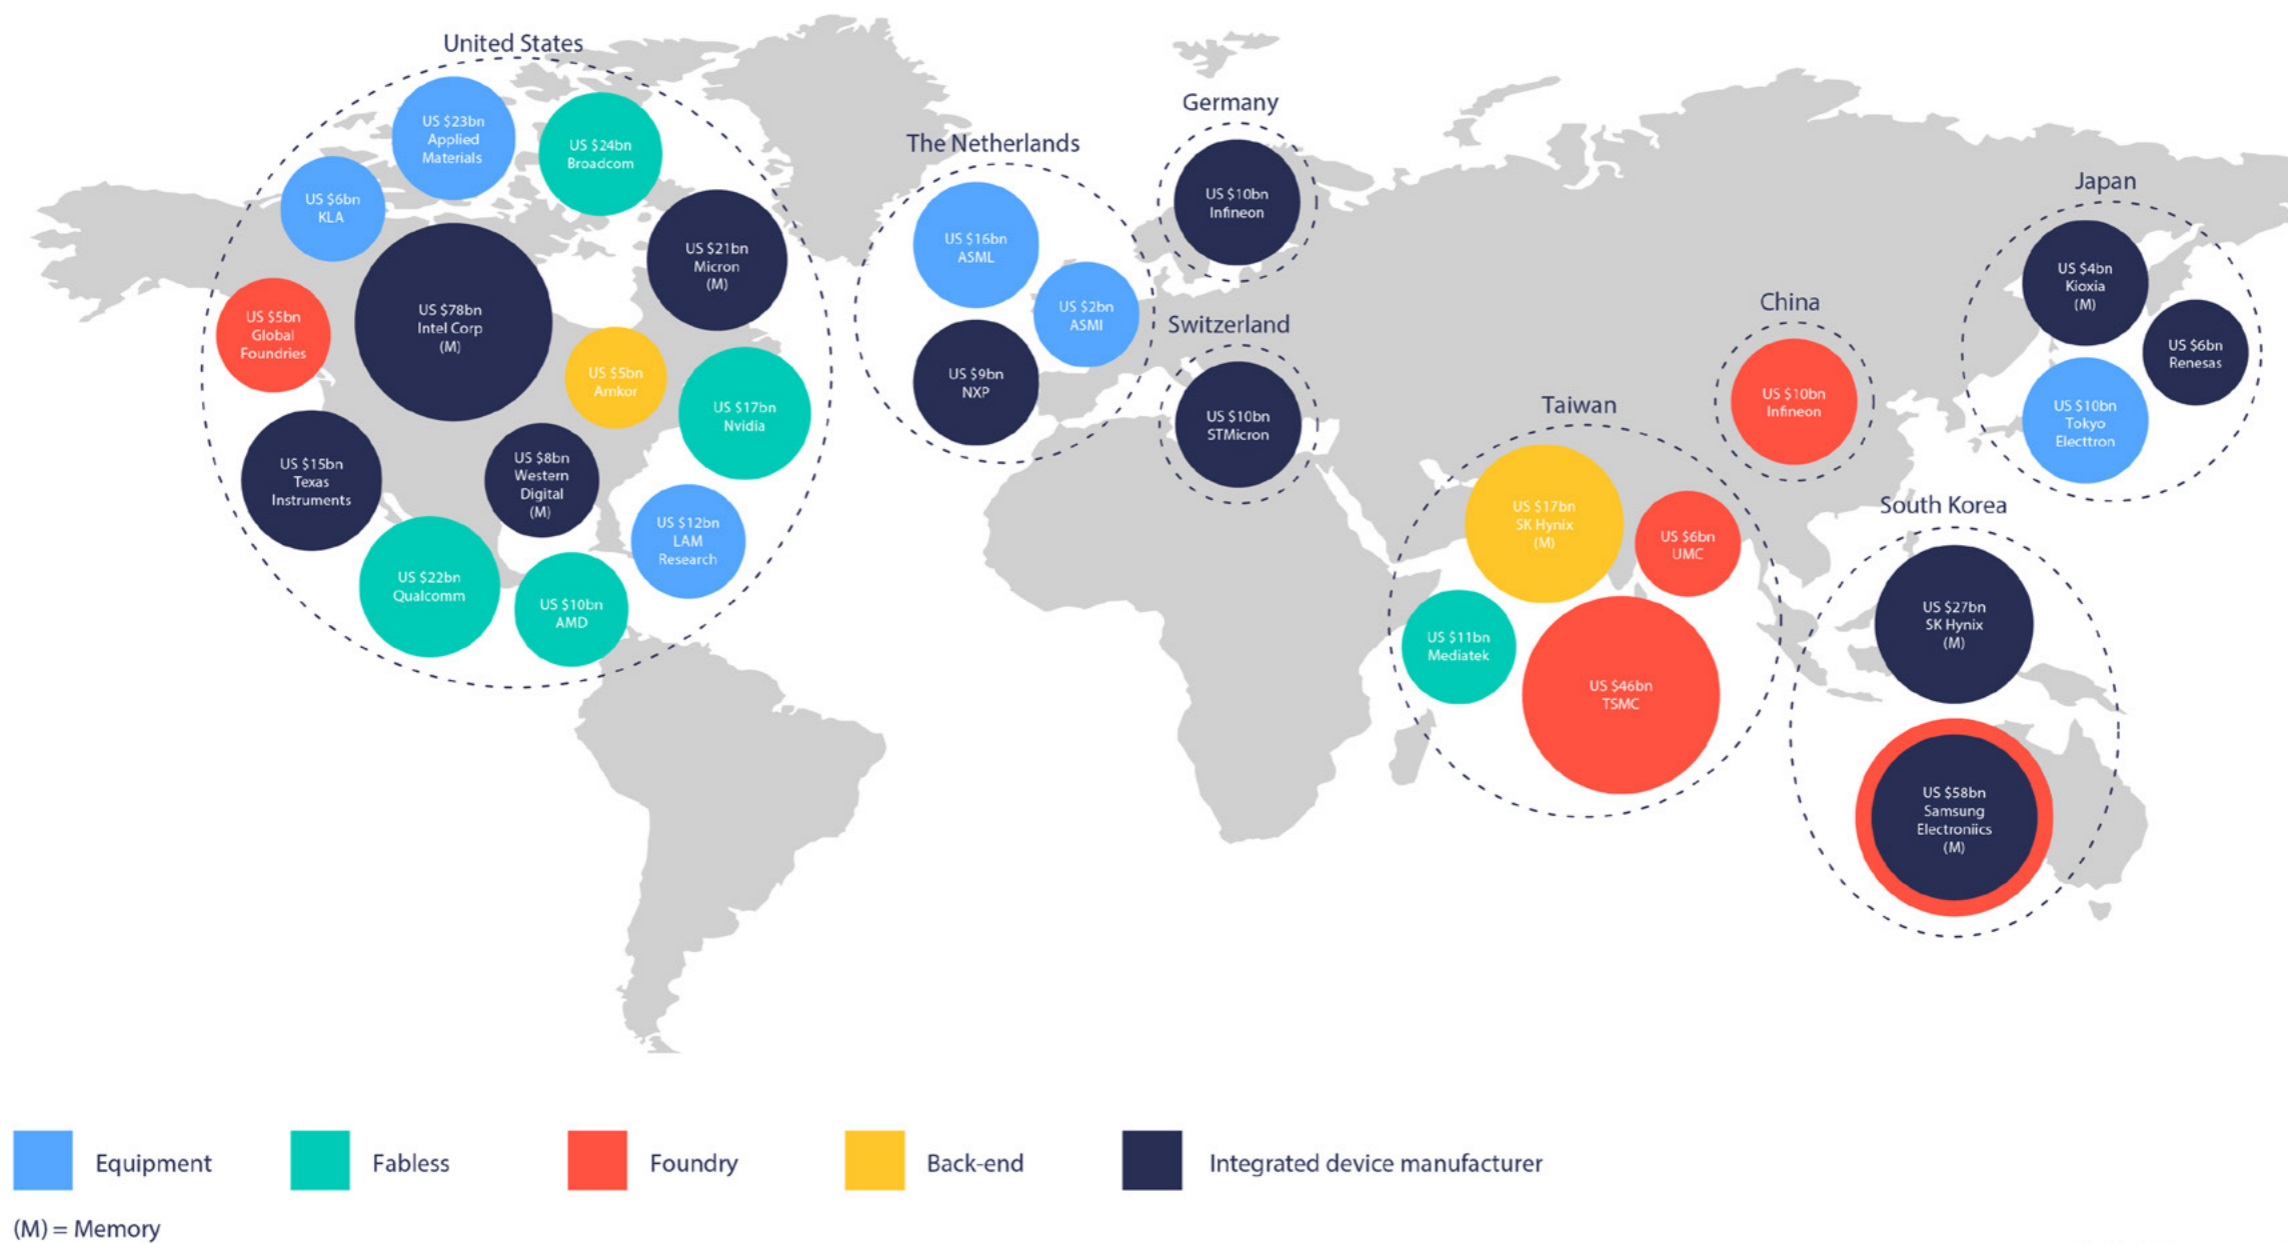 United States
US $23bn
Applied
Materials
US $24bn
Broadcom
US $6bn
KLA
US $21bn
Micron
(M)
US $78bn
Intel Corp
(M)
US $5bn
Global
Foundries
US $5bn
Amkor
US $17bn
Nvidia
US $15bn
Texas
Instruments
US $8bn
Western
Digital
(M)
US $12bn
LAM
Research
US $22bn
Qualcomm
US $10bn
AMD
The Netherlands
US $16bn
ASML
US $2bn
ASMI
US $9bn
NXP
Germany
US $10bn
Infineon
Switzerland
US $10bn
STMicron
Taiwan
US $17bn
SK Hynix
(M)
US $6bn
UMC
US $11bn
Mediatek
US $46bn
TSMC
China
US $10bn
Infineon
Japan
US $4bn
Kioxia
(M)
US $6bn
Renesas
US $10bn
Tokyo
Electtron
South Korea
US $27bn
SK Hynix
(M)
US $58bn
Samsung
Electroniics
(M)
Equipment
Fabless
Foundry
Back-end
Integrated device manufacturer
(M) = Memory